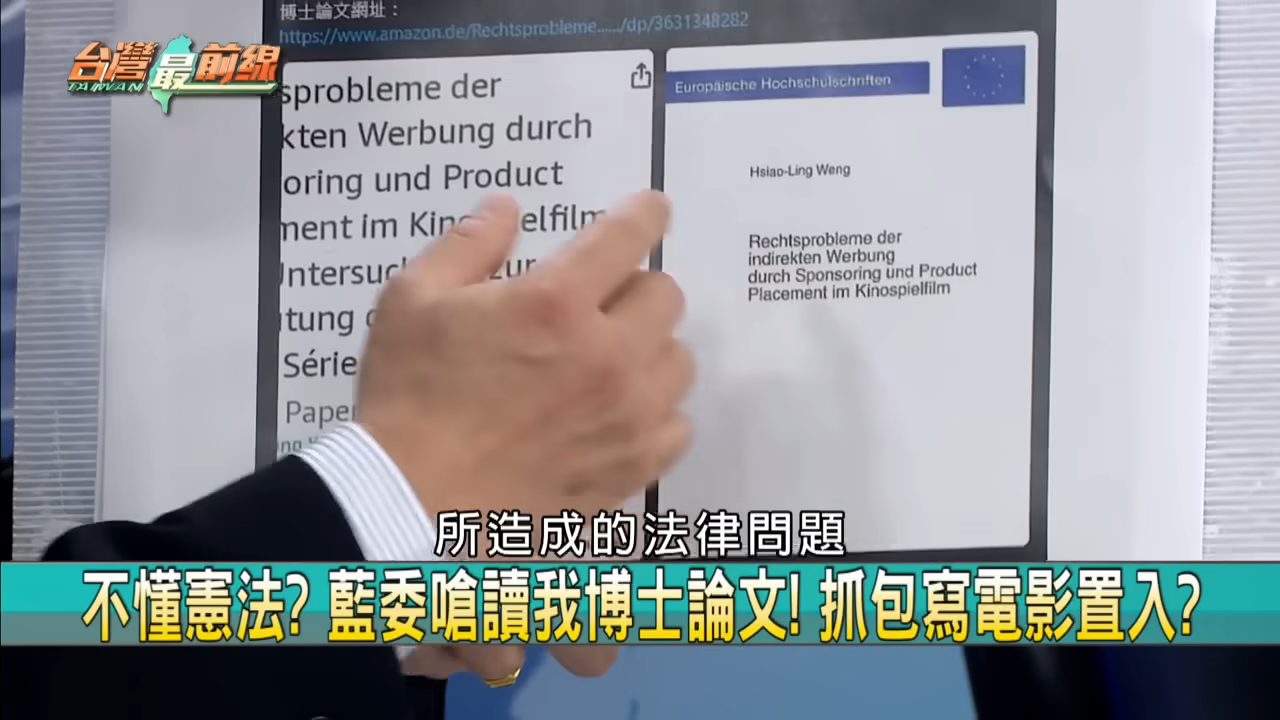 博士論文網址：
https://www.amazon.de/Rechtsprobleme....../dp/3631348282
台灣最前線
TAIWAN
sprobleme der
kten Werbung durch
oring und Product
ment im Kin elfilm
Untersuc zur
tung
Série
Paper
Europäische Hochschulschriften
Hsiao-Ling Weng
Rechtsprobleme der
indirekten Werbung
durch Sponsoring und Product
Placement im Kinospielfilm
所造成的法律問題
不懂憲法? 藍委嗆讀我博士論文! 抓包寫電影置入?